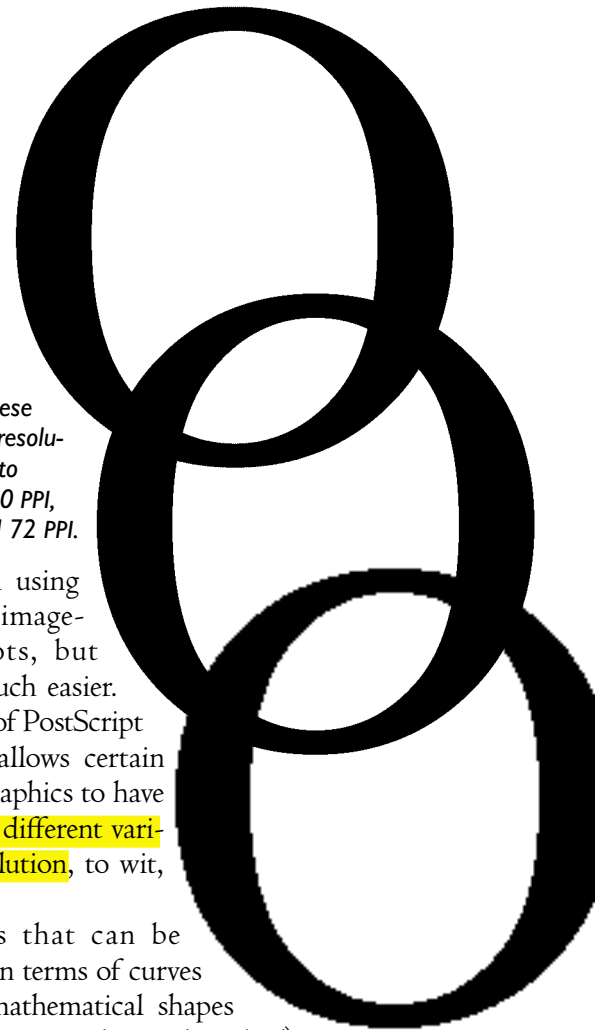 O
O
O
ese
resolu-
to
0 PPI,
72 PPI.
using
image-
ots, but
uch easier.
of PostScript
allows certain
aphics to have
different vari-
lution, to wit,
s that can be
n terms of curves
mathematical shapes